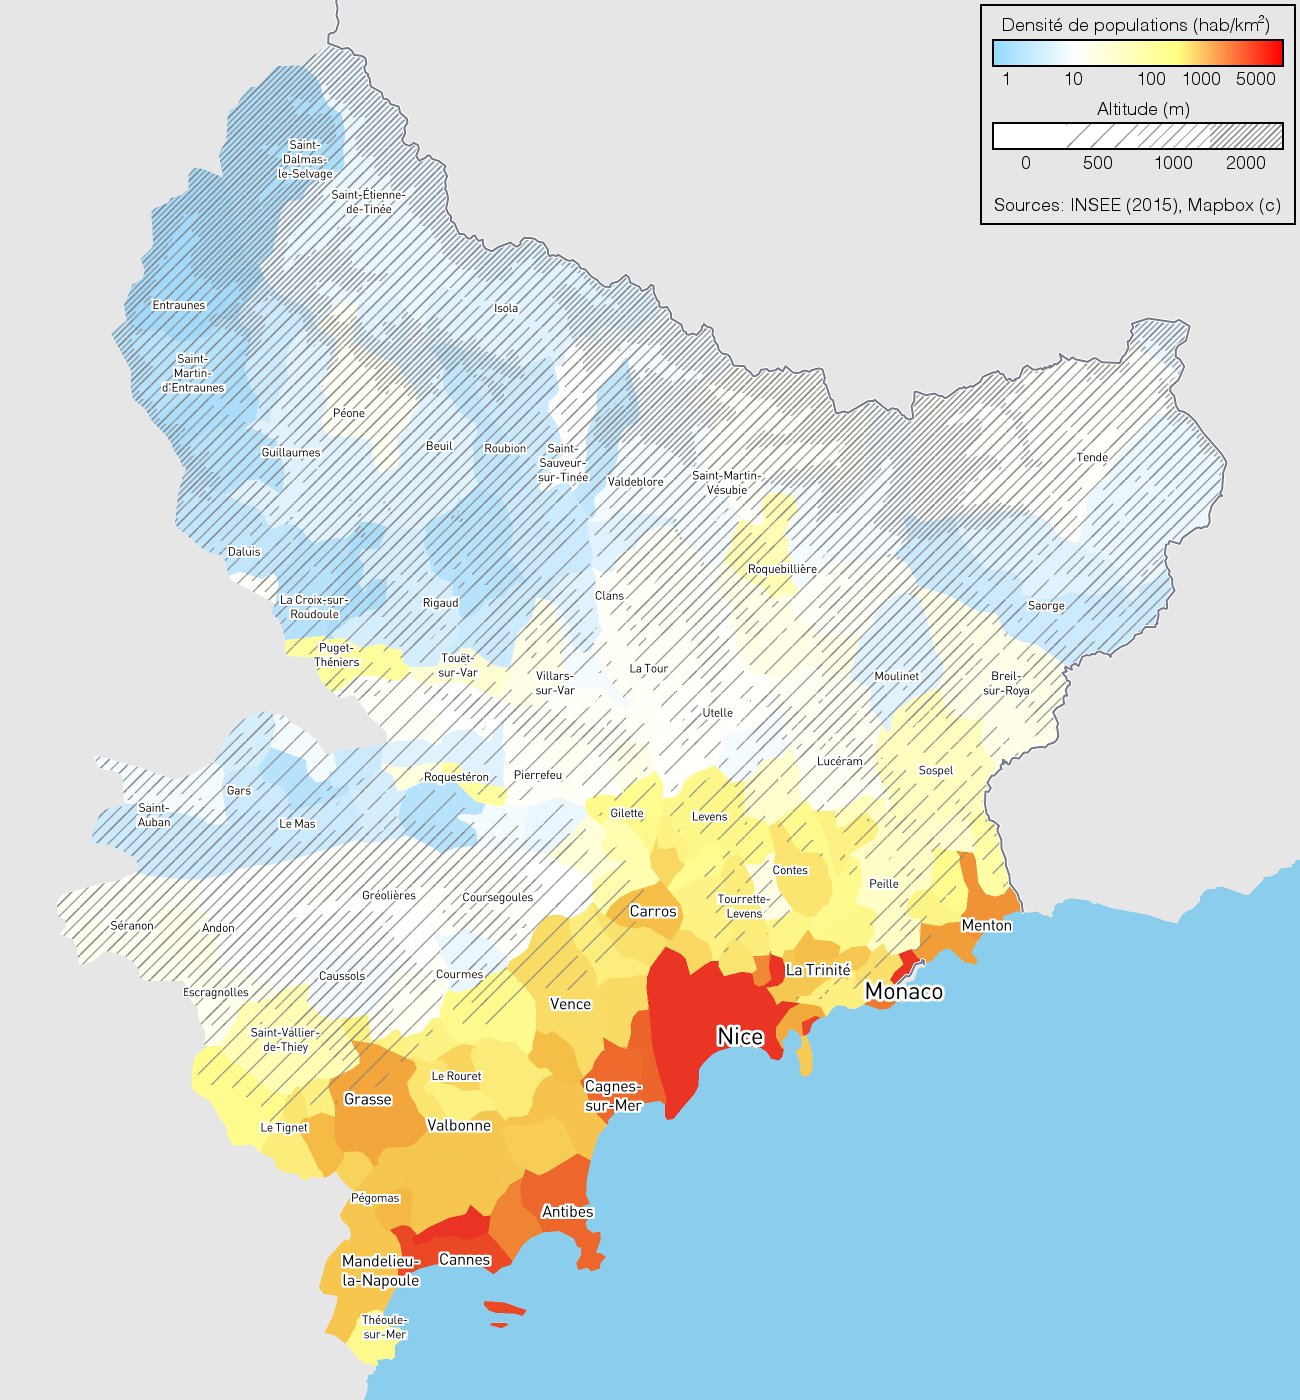 Densité de populations (hab/km²)
1 10 100 1000 5000
Altitude (m)
0 500 1000 2000
Sources: INSEE (2015), Mapbox (c)
Saint-
Dalmas-
le-Selvage
Saint-Étienne-
de-Tinée
Entraunes
Isola
Saint-
Martin-
d'Entraunes
Péone
Guillaumes
Beuil
Roubion
Saint-
Sauveur-
sur-Tinée
Valdeblore
Saint-Martin-
Vésubie
Tende
Daluis
Roquebillière
La Croix-sur-
Roudoule
Rigaud
Clans
Saorge
Puget-
Théniers
Touët-
sur-Var
Villars-
sur-Var
La Tour
Moulinet
Breil-
sur-Roya
Utelle
Lucéram
Sospel
Roquestéron
Pierrefeu
Gars
Saint-
Auban
Le Mas
Gilette
Levens
Contes
Peille
Gréolières
Coursegoules
Tourrette-
Levens
Carros
Séranon
Andon
Menton
Caussols
Courmes
La Trinité
Escragnolles
Monaco
Vence
Saint-Vallier-
de-Thiey
Nice
Le Rouret
Cagnes-
sur-Mer
Grasse
Le Tignet
Valbonne
Pégomas
Antibes
Mandelieu-
la-Napoule
Cannes
Théoule-
sur-Mer